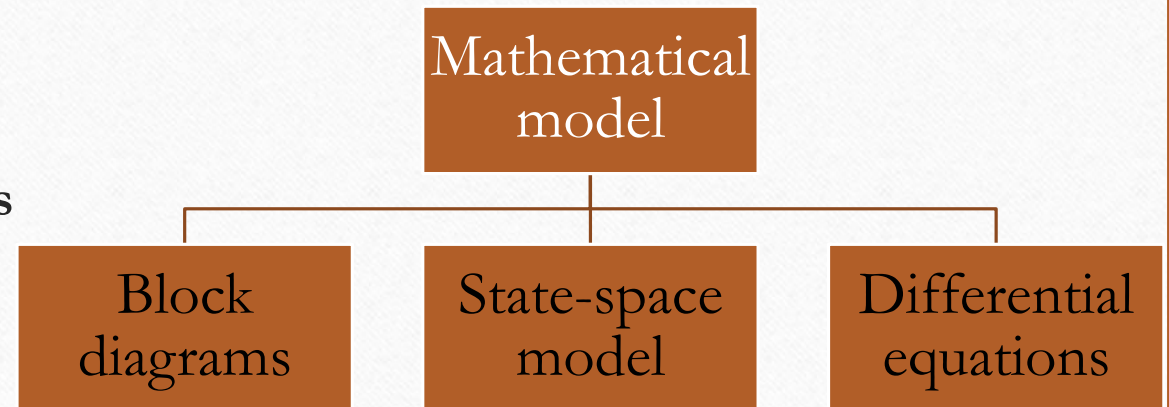 Mathematical
model
s
Block
diagrams
State-space
model
Differential
equations